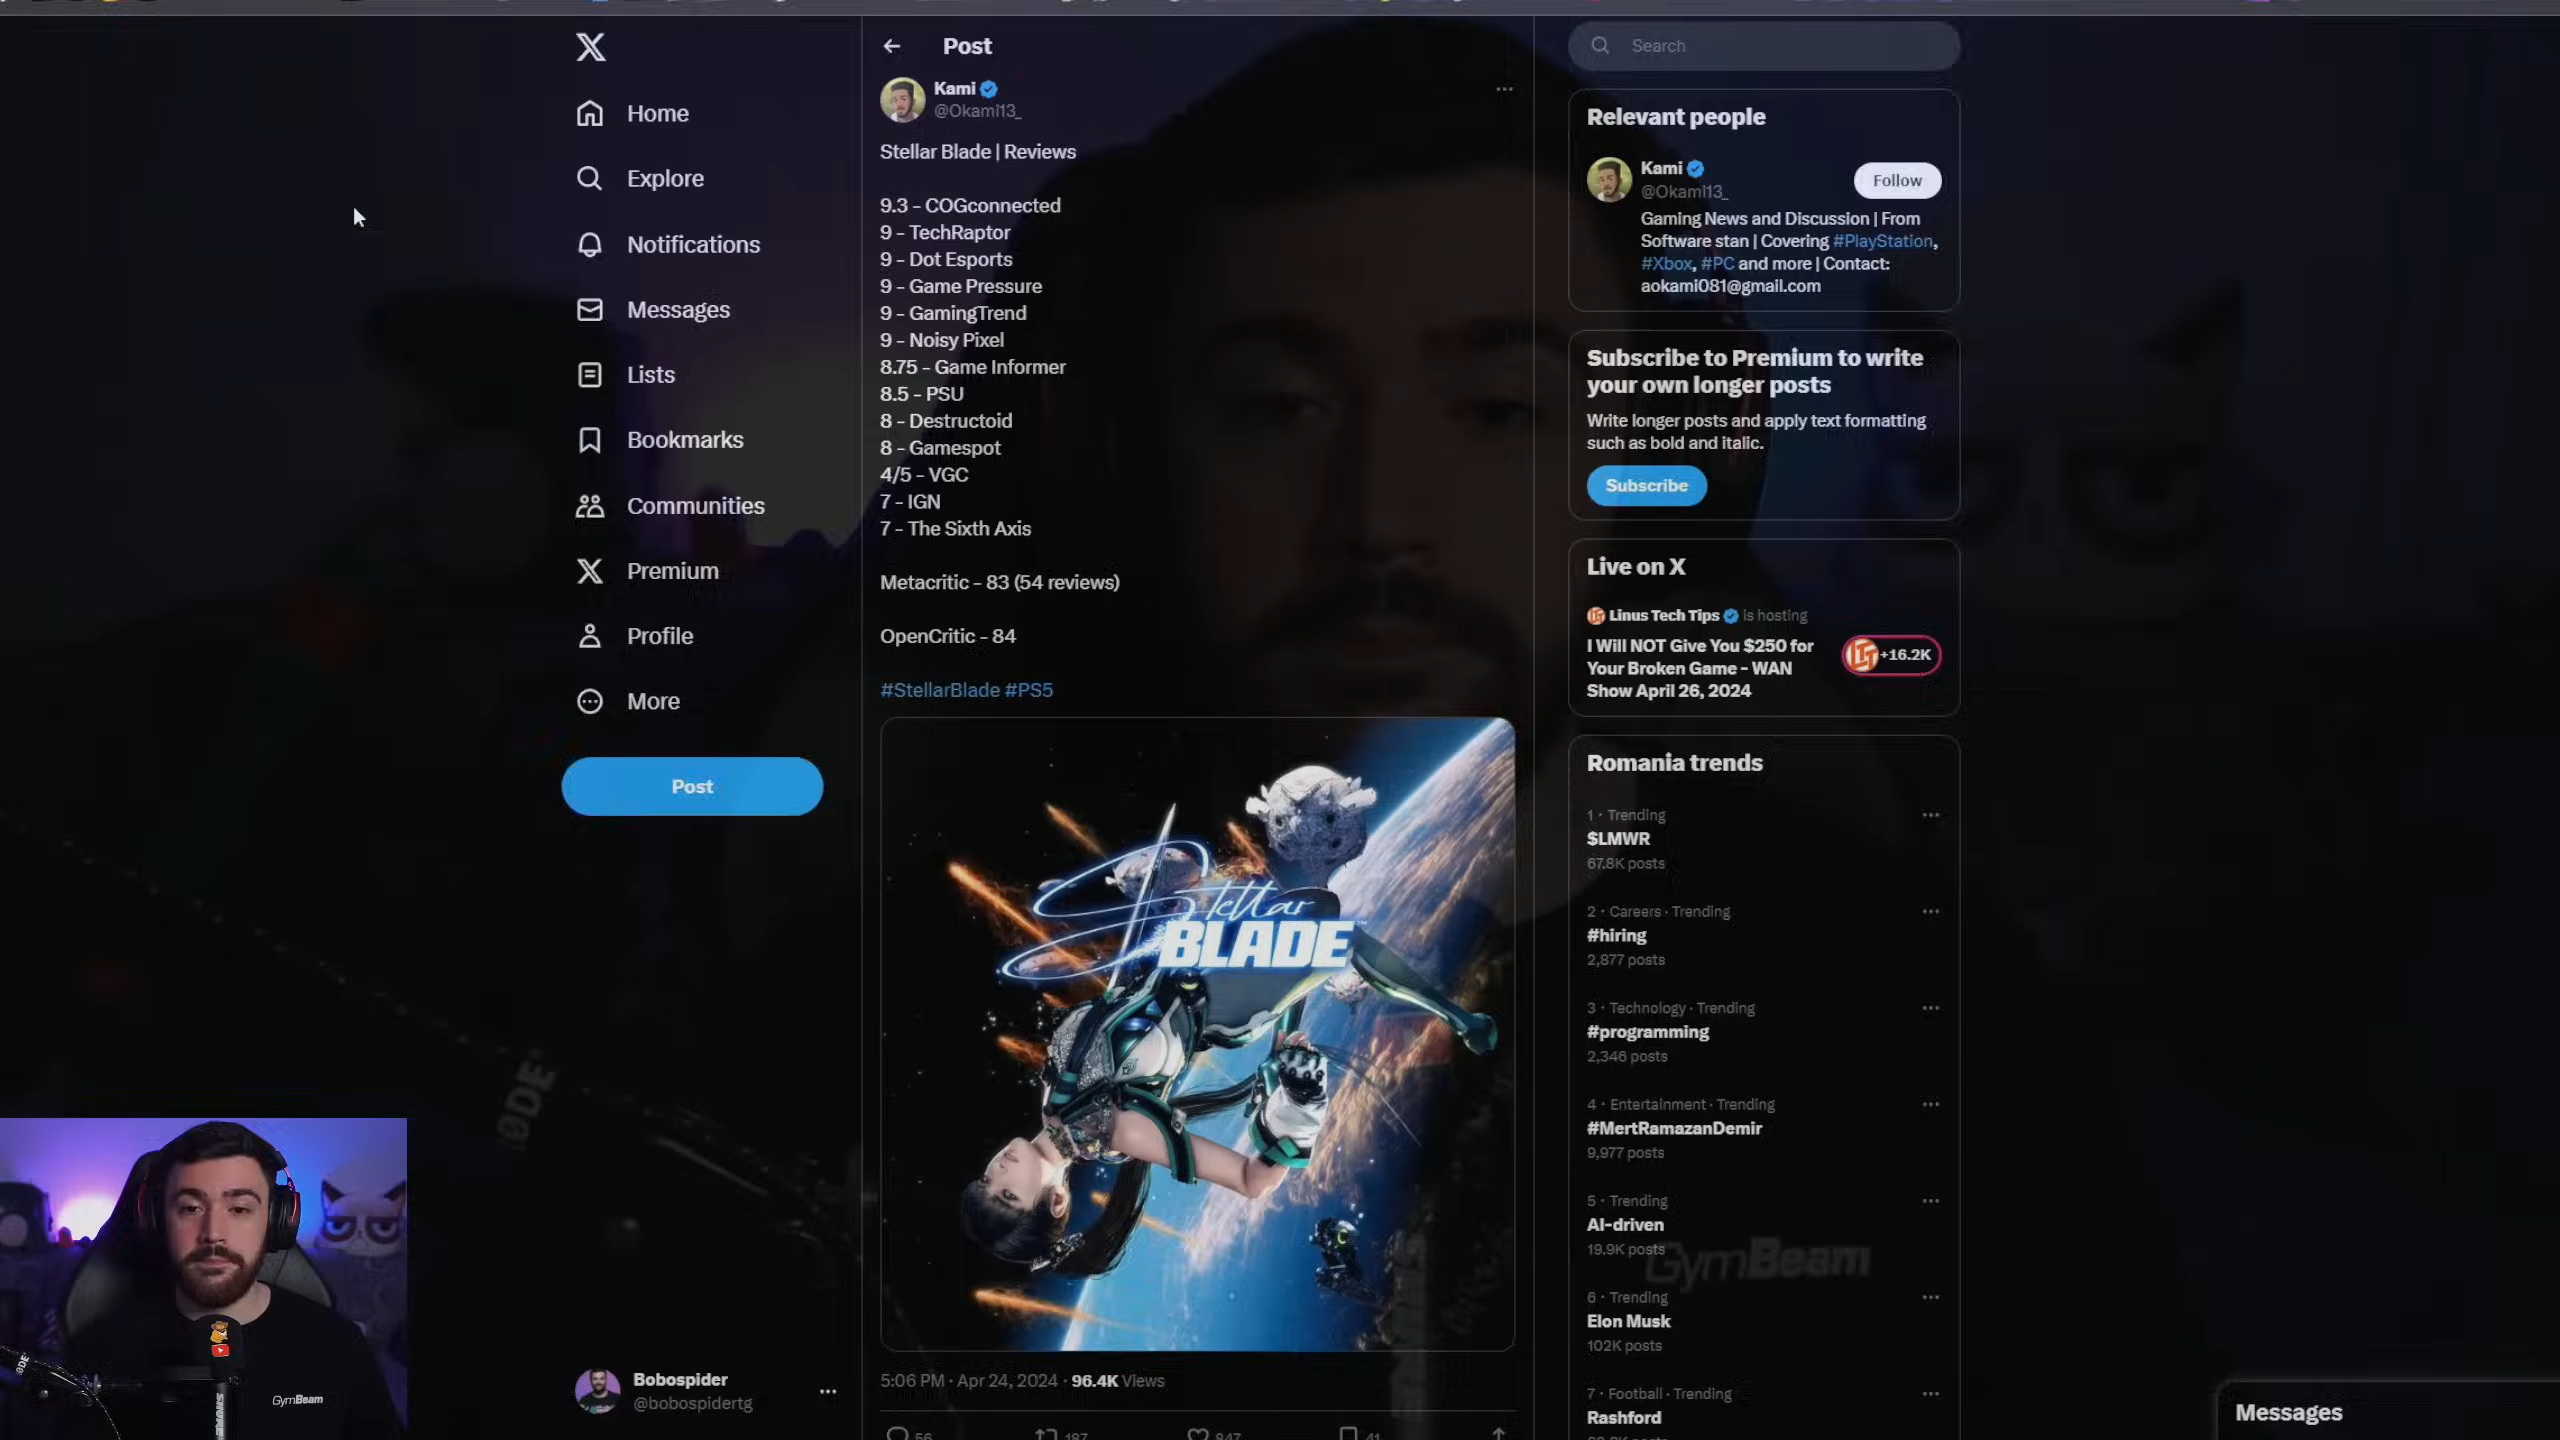 Home
Explore
Notifications
Messages
Lists
Bookmarks
Communities
Premium
Profile
More
Post
Bobospider
@bobospidertg
Post
Kami
@Okami13_
Stellar Blade | Reviews
9.3 – COGconnected
9 – TechRaptor
9 – Dot Esports
9 – Game Pressure
9 – GamingTrend
9 – Noisy Pixel
8.75 – Game Informer
8.5 – PSU
8 – Destructoid
8 – Gamespot
4/5 – VGC
7 – IGN
7 – The Sixth Axis
Metacritic – 83 (54 reviews)
OpenCritic – 84
#StellarBlade #PS5
Stellar
BLADE
5:06 PM · Apr 24, 2024 · 96.4K Views
56 187 847 41
Search
Relevant people
Kami
@Okami13_
Follow
Gaming News and Discussion | From
Software stan | Covering #PlayStation,
#Xbox, #PC and more | Contact:
aokami081@gmail.com
Subscribe to Premium to write
your own longer posts
Write longer posts and apply text formatting
such as bold and italic.
Subscribe
Live on X
Linus Tech Tips is hosting
I Will NOT Give You $250 for
Your Broken Game – WAN
Show April 26, 2024
+16.2K
Romania trends
1 · Trending
$LMWR
67.8K posts
2 · Careers · Trending
#hiring
2,877 posts
3 · Technology · Trending
#programming
2,346 posts
4 · Entertainment · Trending
#MertRamazanDemir
9,977 posts
5 · Trending
AI-driven
19.9K posts
GymBeam
6 · Trending
Elon Musk
102K posts
7 · Football · Trending
Rashford
Messages
GymBeam